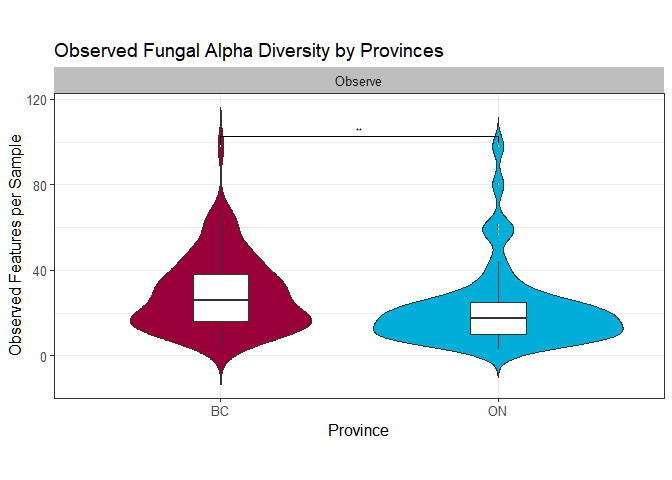 Observed Fungal Alpha Diversity by Provinces
Observe
120
80
40
0
Observed Features per Sample
**
BC
ON
Province